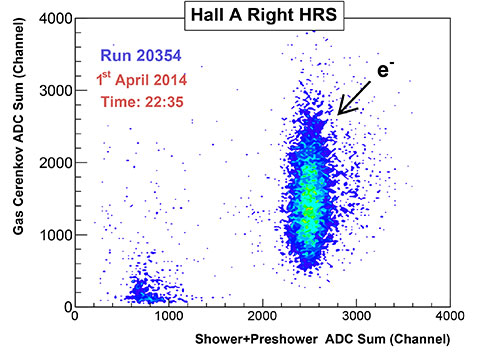 Hall A Right HRS
Run 20354
1st April 2014
Time: 22:35
e-
Gas Cerenkov ADC Sum (Channel)
4000
3000
2000
1000
0
0 1000 2000 3000 4000
Shower+Preshower ADC Sum (Channel)